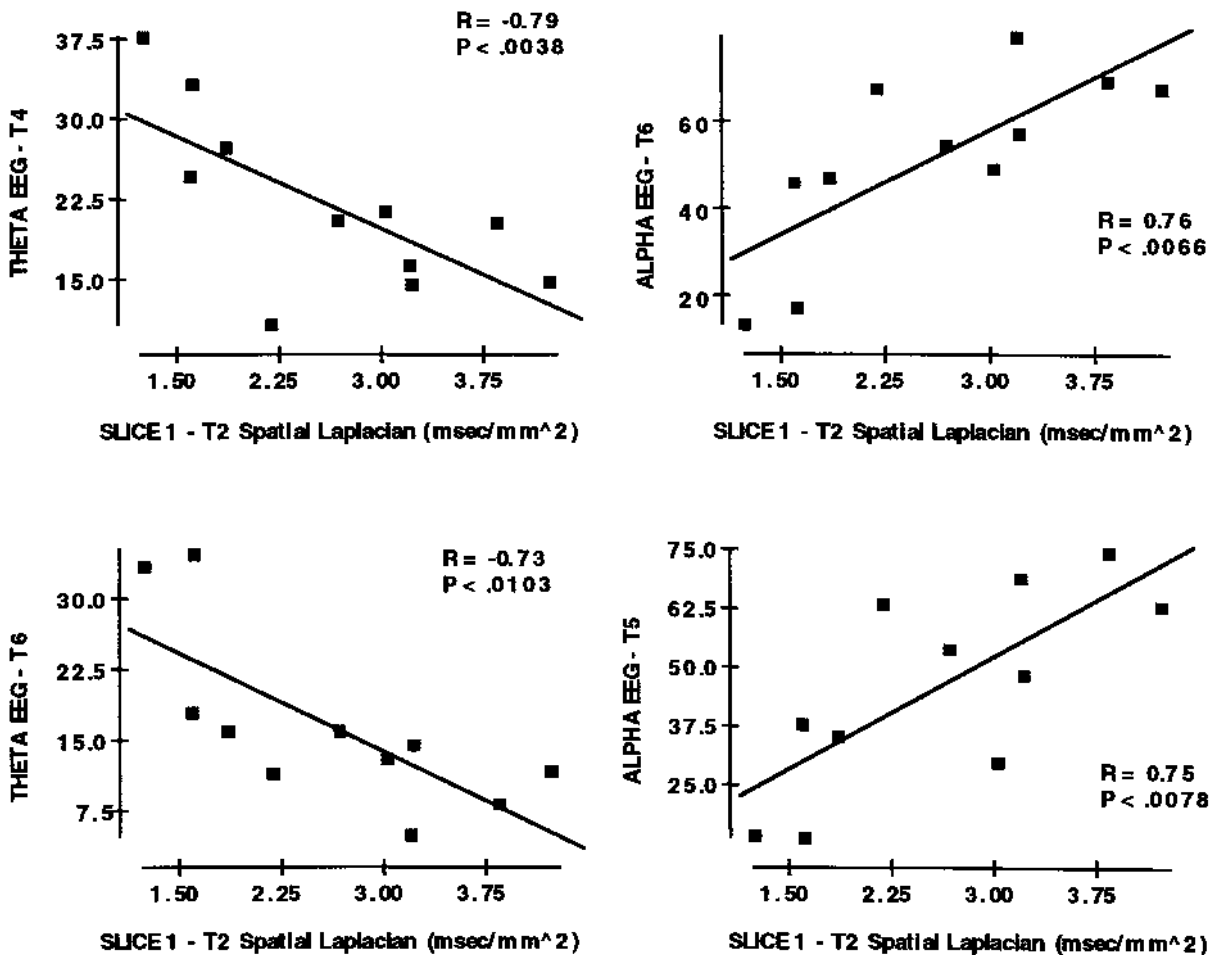 R = -0.79
P < .0038
37.5
30.0
22.5
15.0
THETA EEG - T4
1.50 2.25 3.00 3.75
SLICE 1 - T2 Spatial Laplacian (msec/mm^2)
60
40
20
ALPHA EEG - T6
R = 0.76
P < .0066
1.50 2.25 3.00 3.75
SLICE 1 - T2 Spatial Laplacian (msec/mm^2)
R = -0.73
P < .0103
30.0
22.5
15.0
7.5
THETA EEG - T6
1.50 2.25 3.00 3.75
SLICE 1 - T2 Spatial Laplacian (msec/mm^2)
75.0
62.5
50.0
37.5
25.0
ALPHA EEG - T5
R = 0.75
P < .0078
1.50 2.25 3.00 3.75
SLICE 1 - T2 Spatial Laplacian (msec/mm^2)